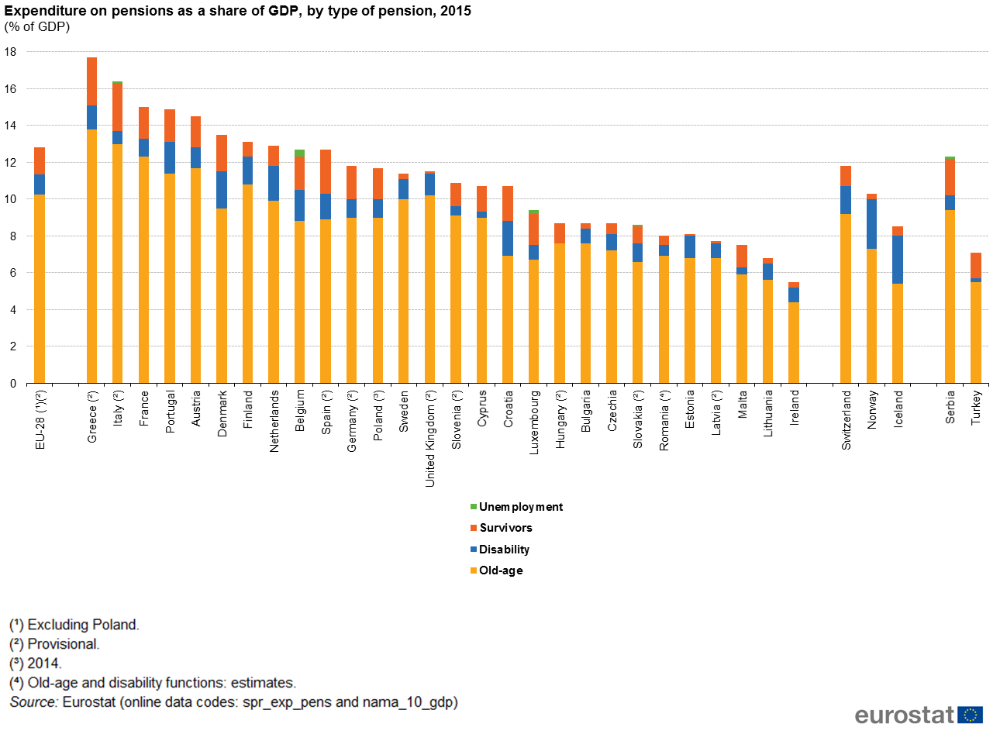 Expenditure on pensions as a share of GDP, by type of pension, 2015
(% of GDP)
18
16
14
12
10
8
6
4
2
0
EU-28 (¹)(²)
Greece (²)
Italy (²)
France
Portugal
Austria
Denmark
Finland
Netherlands
Belgium
Spain (²)
Germany (²)
Poland (³)
Sweden
United Kingdom (²)
Slovenia (²)
Cyprus
Croatia
Luxembourg
Hungary (²)
Bulgaria
Czechia
Slovakia (²)
Romania (⁴)
Estonia
Latvia (²)
Malta
Lithuania
Ireland
Switzerland
Norway
Iceland
Serbia
Turkey
Unemployment
Survivors
Disability
Old-age
(¹) Excluding Poland.
(²) Provisional.
(³) 2014.
(⁴) Old-age and disability functions: estimates.
Source: Eurostat (online data codes: spr_exp_pens and nama_10_gdp)
eurostat